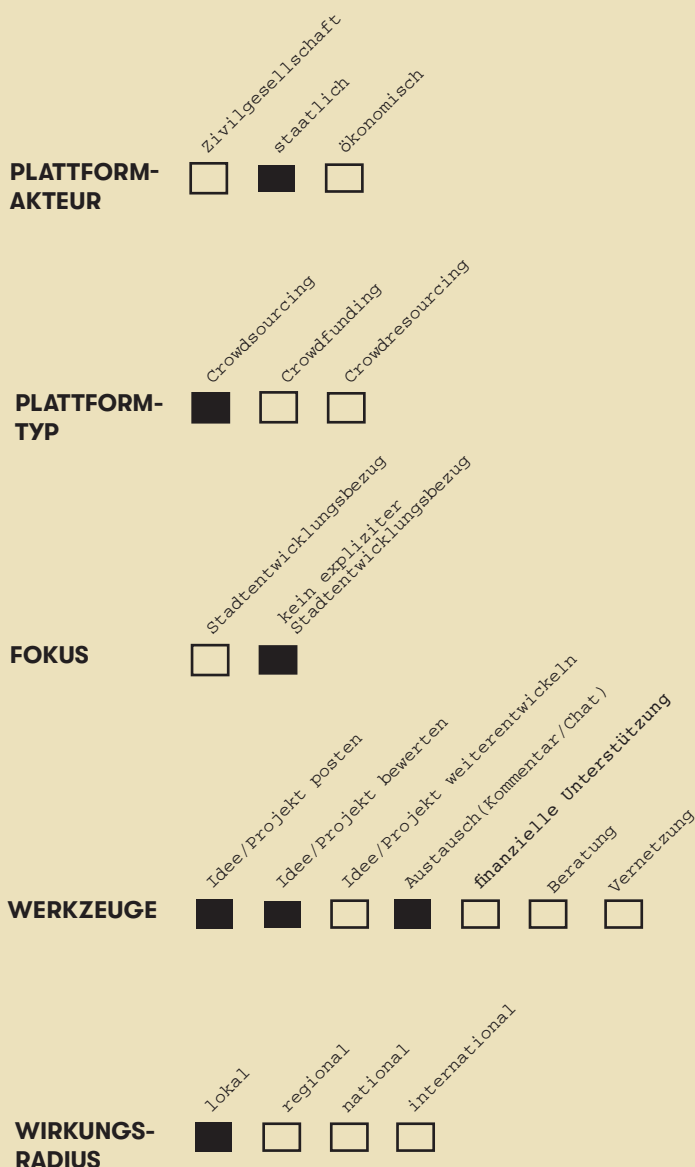 Zivilgesellschaft
staatlich
ökonomisch
PLATTFORM-
AKTEUR
Crowdsourcing
Crowdfunding
Crowdresourcing
PLATTFORM-
TYP
Stadtentwicklungsbezug
kein expliziter
Stadtentwicklungsbezug
FOKUS
Idee/Projekt posten
Idee/Projekt bewerten
Idee/Projekt weiterentwickeln
Austausch(Kommentar/Chat)
finanzielle Unterstützung
Beratung
Vernetzung
WERKZEUGE
lokal
regional
national
international
WIRKUNGS-
RADIUS